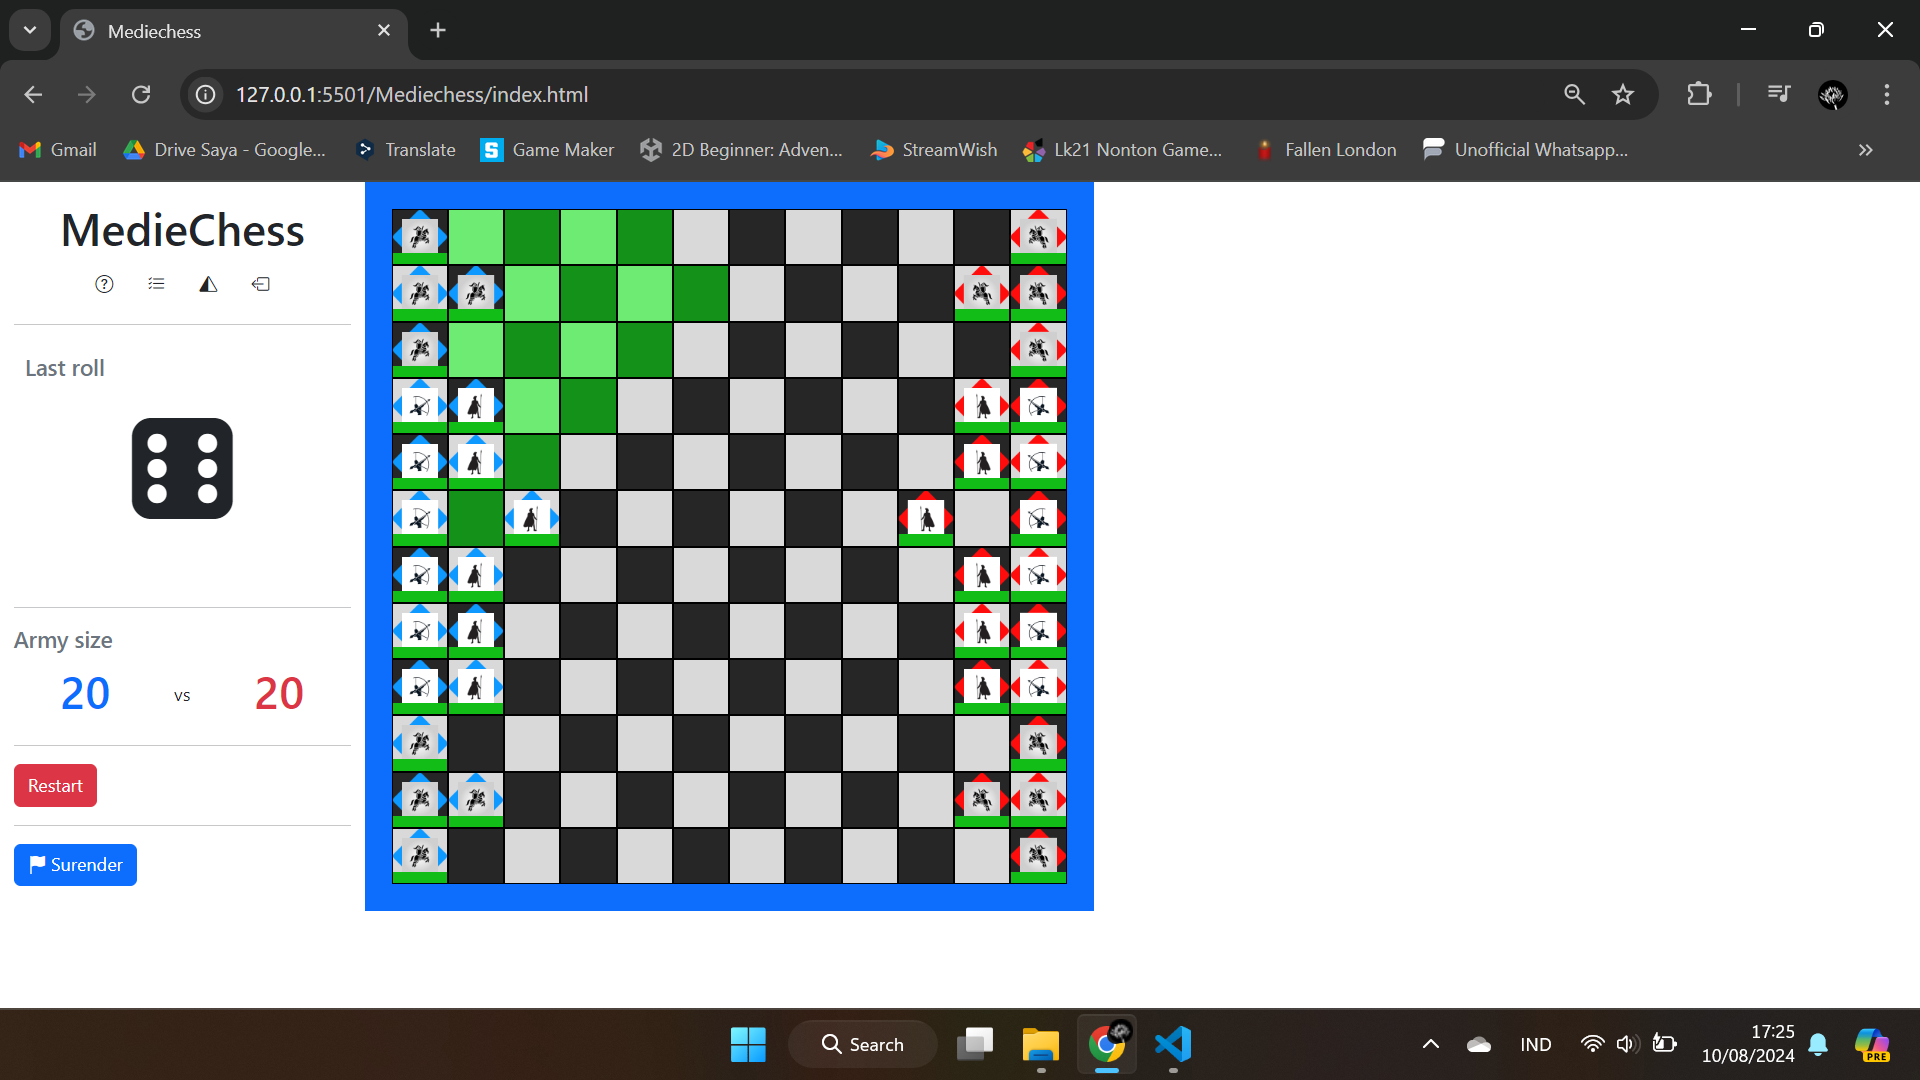 Mediechess
127.0.0.1:5501/Mediechess/index.html
Gmail
Drive Saya - Google...
Translate
S
Game Maker
2D Beginner: Adven...
StreamWish
Lk21 Nonton Game...
Fallen London
Unofficial Whatsapp...
MedieChess
Last roll
Army size
20 vs 20
Restart
Surender
Search
IND
17:25
10/08/2024
PRE